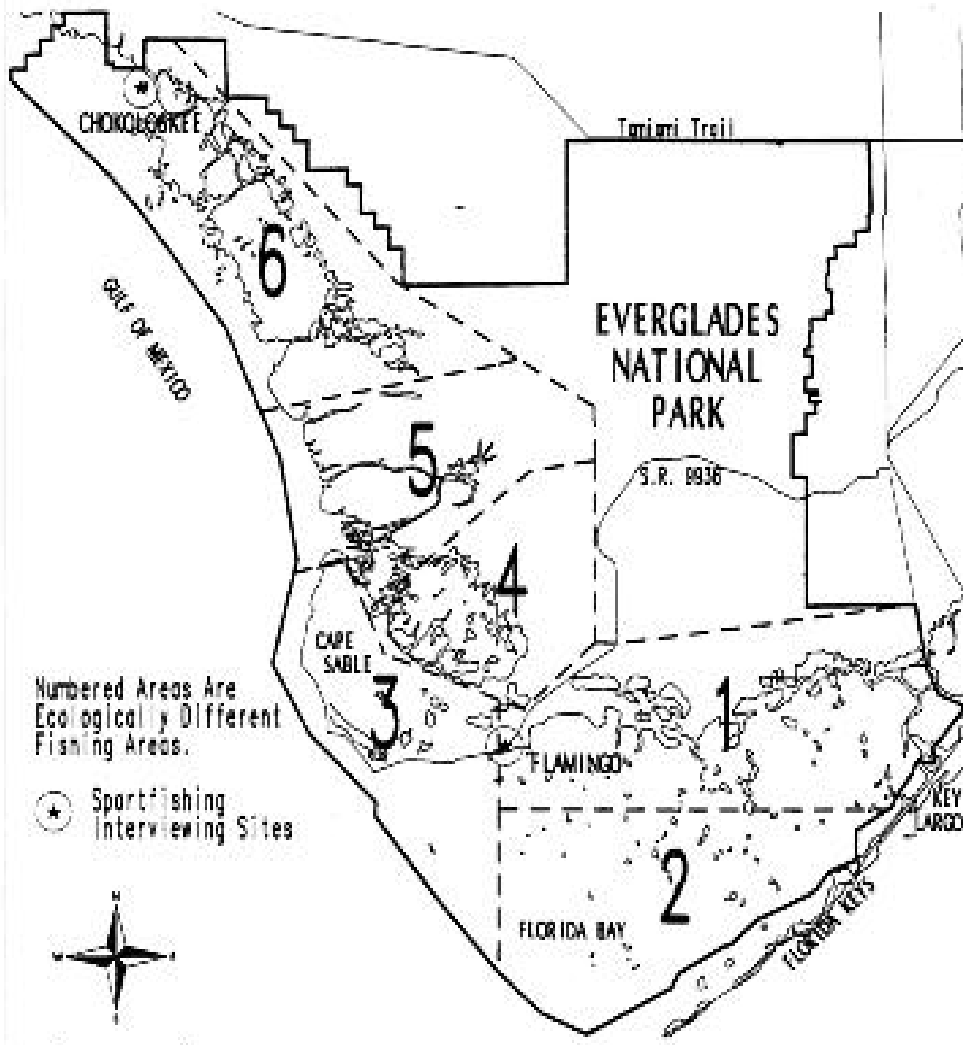 CHOKOLOSKEE
Tamiami Trail
6
GULF OF MEXICO
EVERGLADES
NATIONAL
PARK
5
S.R. 9936
4
CAPE
SABLE
Numbered Areas Are
Ecologically Different
Fishing Areas.
3
1
FLAMINGO
Sportfishing
Interviewing Sites
KEY
LARGO
2
FLORIDA BAY
FLORIDA KEYS
N
W
E
S